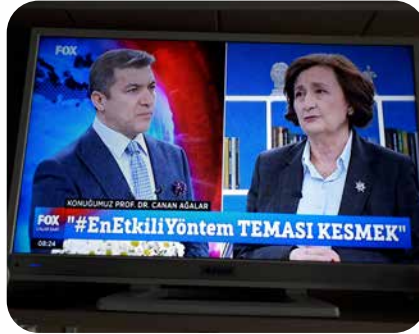 FOX
KONUĞUMUZ PROF. DR. CANAN AĞALAR
FOX
"#EnEtkiliYöntem TEMASI KESMEK"
08:24